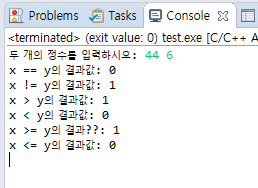 Problems Tasks Console
<terminated> (exit value: 0) test.exe [C/C++ A
두 개의 정수를 입력하시오: 44 6
x == y의 결과값: 0
x != y의 결과값: 1
x > y의 결과값: 1
x < y의 결과값: 0
x >= y의 결과??: 1
x <= y의 결과값: 0